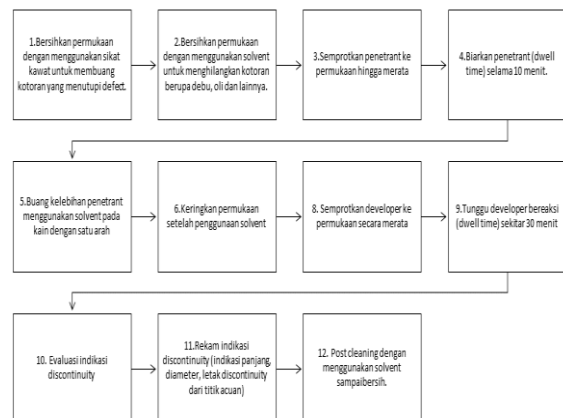 1.Bersihkan permukaan
dengan menggunakan sikat
kawat untuk membuang
kotoran yang menutupi defect.
2.Bersihkan permukaan
dengan menggunakan solvent
untuk menghilangkan kotoran
berupa debu, oli dan lainnya.
3.Semprotkan penetrant ke
permukaan hingga merata
4.Biarkan penetrant (dwell
time) selama 10 menit.
5.Buang kelebihan penetrant
menggunakan solvent pada
kain dengan satu arah
6.Keringkan permukaan
setelah penggunaan solvent
8. Semprotkan developer ke
permukaan secara merata
9.Tunggu developer bereaksi
(dwell time) sekitar 30 menit
10. Evaluasi indikasi
discontinuity
11.Rekam indikasi
discontinuity (indikasi panjang,
diameter, letak discontinuity
dari titik acuan)
12. Post cleaning dengan
menggunakan solvent
sampaibersih.